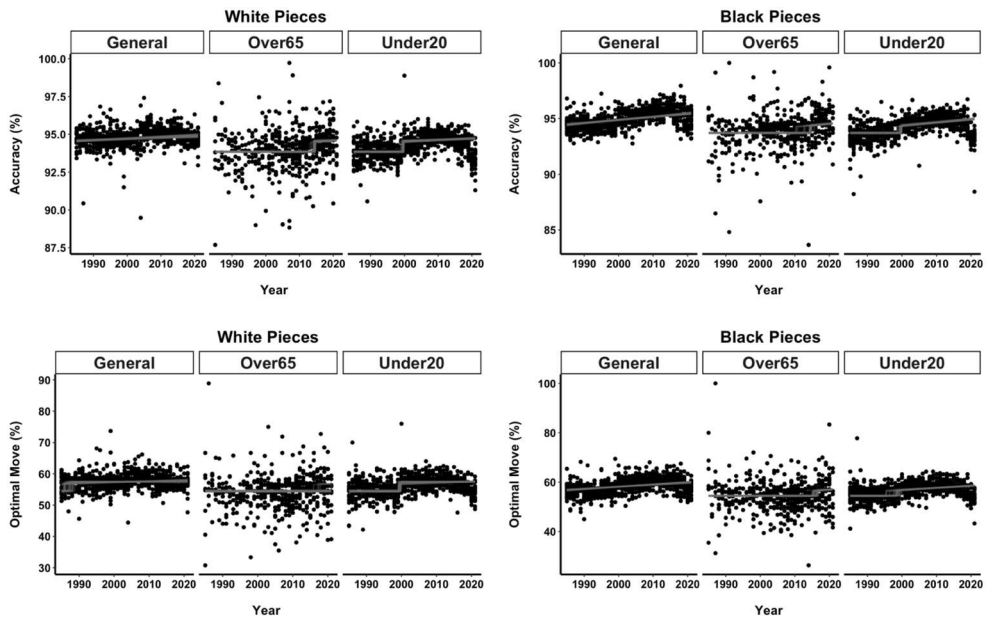 White Pieces
General Over65 Under20
100.0
97.5
95.0
92.5
90.0
87.5
Accuracy (%)
1990 2000 2010 2020 1990 2000 2010 2020 1990 2000 2010 2020
Year
Black Pieces
General Over65 Under20
100
95
90
85
Accuracy (%)
1990 2000 2010 2020 1990 2000 2010 2020 1990 2000 2010 2020
Year
White Pieces
General Over65 Under20
90
80
70
60
50
40
30
Optimal Move (%)
1990 2000 2010 2020 1990 2000 2010 2020 1990 2000 2010 2020
Year
Black Pieces
General Over65 Under20
100
80
60
40
Optimal Move (%)
1990 2000 2010 2020 1990 2000 2010 2020 1990 2000 2010 2020
Year